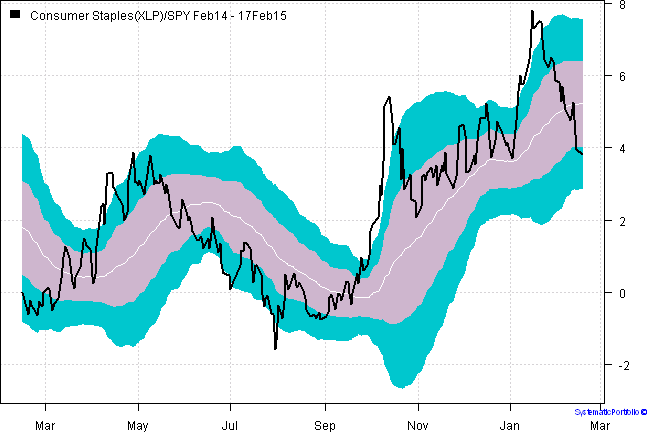 Consumer Staples(XLP)/SPY Feb14 - 17Feb15
8
6
4
2
0
-2
Mar May Jul Sep Nov Jan Mar
SystematicPortfolio ©